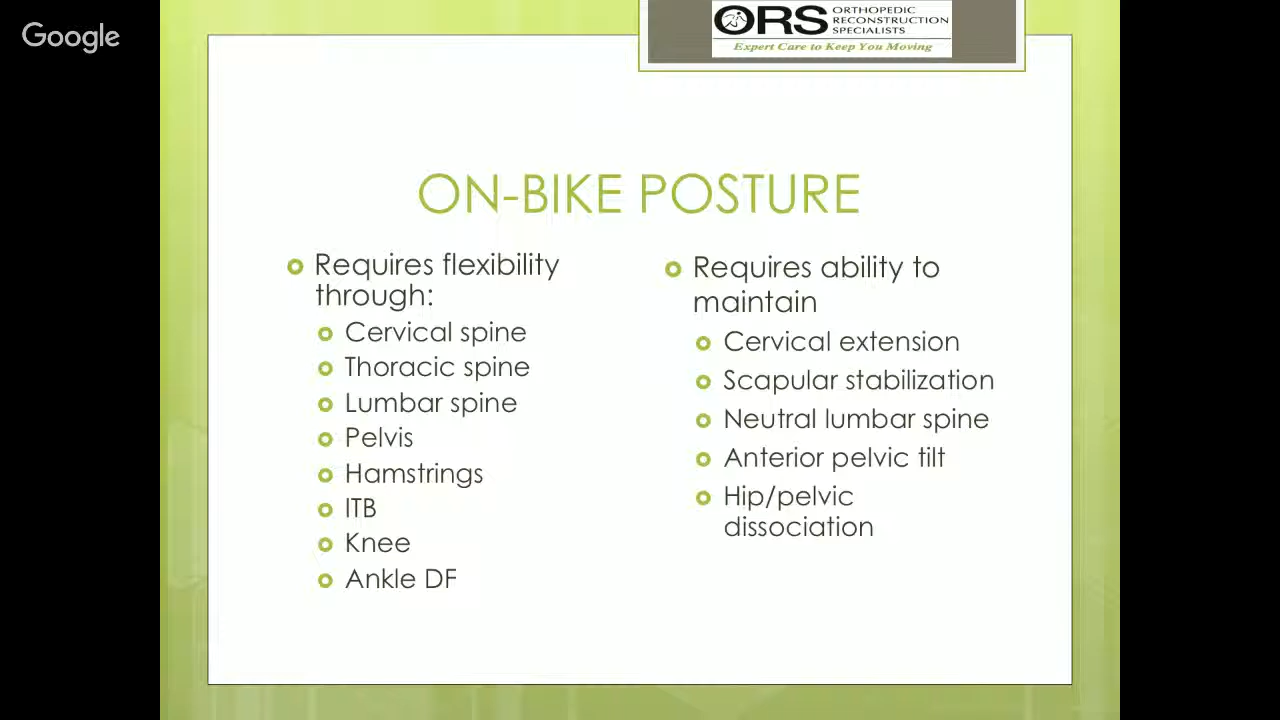 Google
ORS
ORTHOPEDIC
RECONSTRUCTION
SPECIALISTS
Expert Care to Keep You Moving
ON-BIKE POSTURE
Requires flexibility
through:
Cervical spine
Thoracic spine
Lumbar spine
Pelvis
Hamstrings
ITB
Knee
Ankle DF
Requires ability to
maintain
Cervical extension
Scapular stabilization
Neutral lumbar spine
Anterior pelvic tilt
Hip/pelvic
dissociation